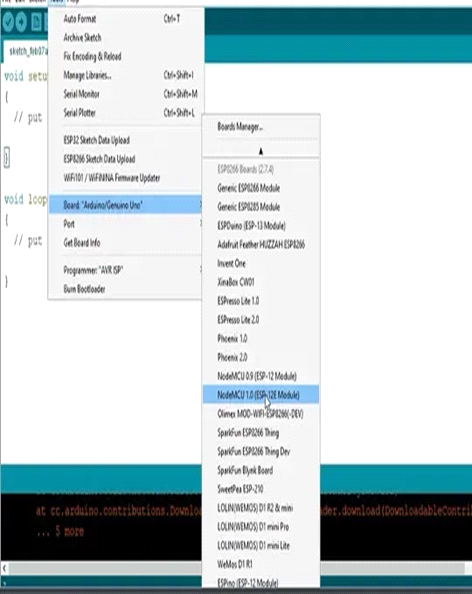 sketch_feb07a
void setu
{
// put
}
void loop
{
// put
}
Auto Format Ctrl+T
Archive Sketch
Fix Encoding & Reload
Manage Libraries... Ctrl+Shift+I
Serial Monitor Ctrl+Shift+M
Serial Plotter Ctrl+Shift+L
ESP32 Sketch Data Upload
ESP8266 Sketch Data Upload
WiFi101 / WiFiNINA Firmware Updater
Board: "Arduino/Genuino Uno"
Port
Get Board Info
Programmer: "AVR ISP"
Burn Bootloader
Boards Manager...
ESP8266 Boards (2.7.4)
Generic ESP8266 Module
Generic ESP8285 Module
ESPDuino (ESP-13 Module)
Adafruit Feather HUZZAH ESP8266
Invent One
XinaBox CW01
ESPresso Lite 1.0
ESPresso Lite 2.0
Phoenix 1.0
Phoenix 2.0
NodeMCU 0.9 (ESP-12 Module)
NodeMCU 1.0 (ESP-12E Module)
Olimex MOD-WIFI-ESP8266(-DEV)
SparkFun ESP8266 Thing
SparkFun ESP8266 Thing Dev
SparkFun Blynk Board
SweetPea ESP-210
LOLIN(WEMOS) D1 R2 & mini
LOLIN(WEMOS) D1 mini Pro
LOLIN(WEMOS) D1 mini Lite
WeMos D1 R1
ESPino (ESP-12 Module)
at cc.arduino.contributions.Downloa
der.download(DownloadableContri
... 5 more